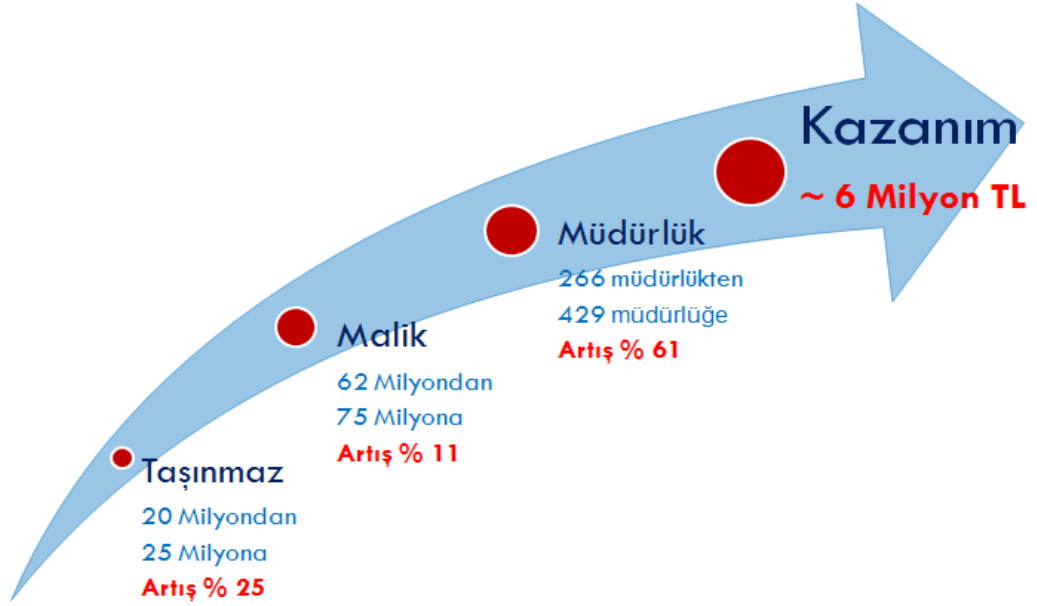 Kazanım
~ 6 Milyon TL
Müdürlük
266 müdürlükten
429 müdürlüğe
Artış % 61
Malik
62 Milyondan
75 Milyona
Artış % 11
Taşınmaz
20 Milyondan
25 Milyona
Artış % 25